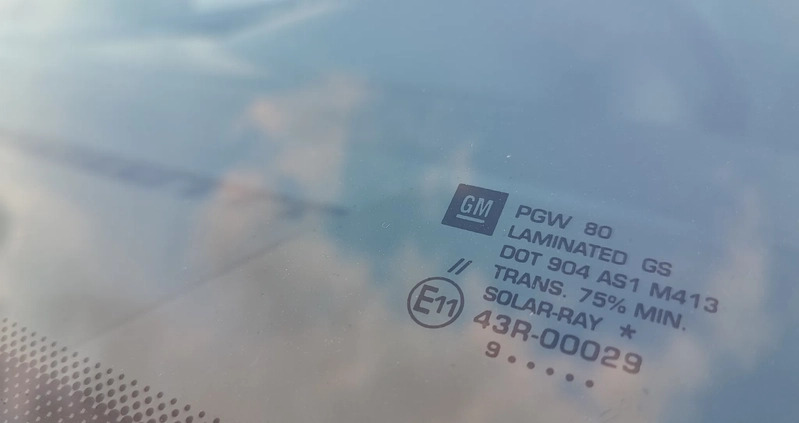 GM
PGW 80
LAMINATED GS
DOT 904 AS1 M413
TRANS. 75% MIN.
SOLAR-RAY *
//
E11
43R-00029
9.....